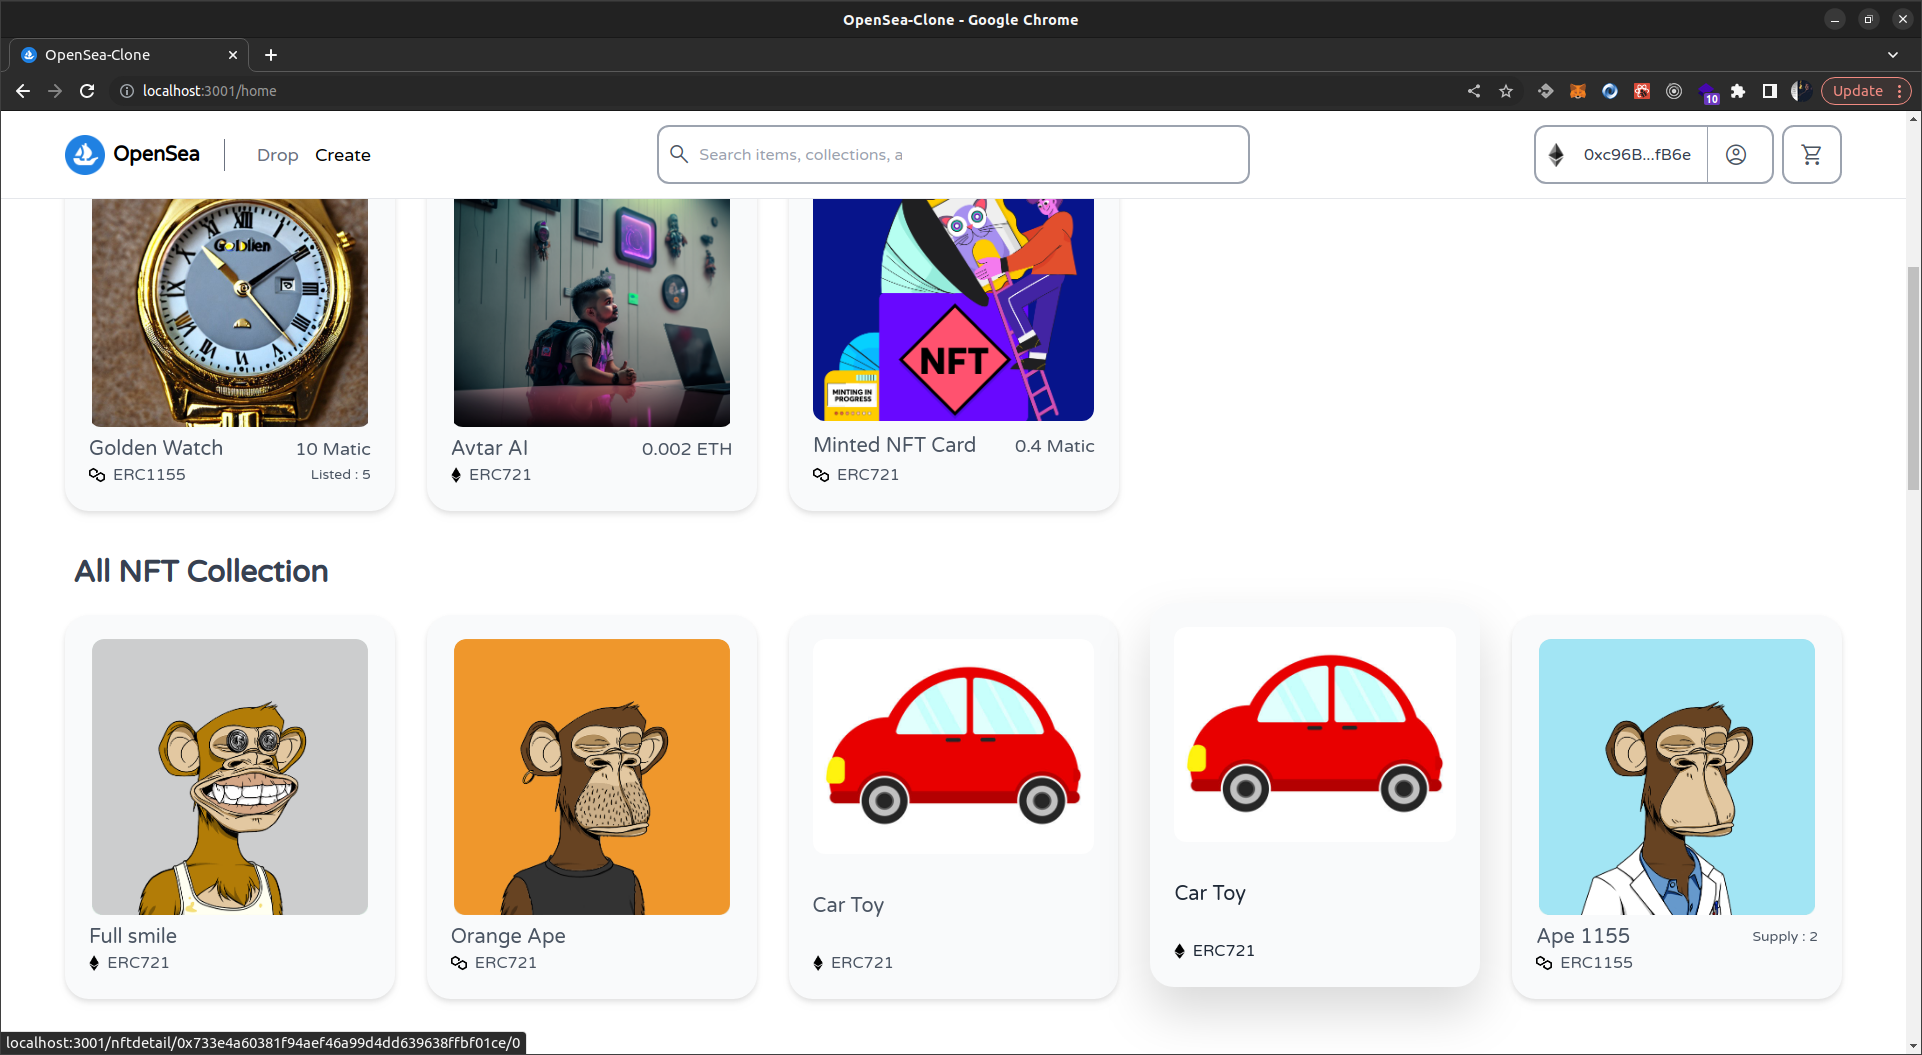 OpenSea-Clone - Google Chrome
OpenSea-Clone
localhost:3001/home
10
Update
OpenSea
Drop
Create
Search items, collections, a
0xc96B...fB6e
XII
Goldlien
NFT
MINTING IN
PROGRESS
Golden Watch
10 Matic
ERC1155
Listed : 5
Avtar AI
0.002 ETH
ERC721
Minted NFT Card
0.4 Matic
ERC721
All NFT Collection
Full smile
ERC721
Orange Ape
ERC721
Car Toy
ERC721
Car Toy
ERC721
Ape 1155
Supply : 2
ERC1155
localhost:3001/nftdetail/0x733e4a60381f94aef46a99d4dd639638ffbf01ce/0